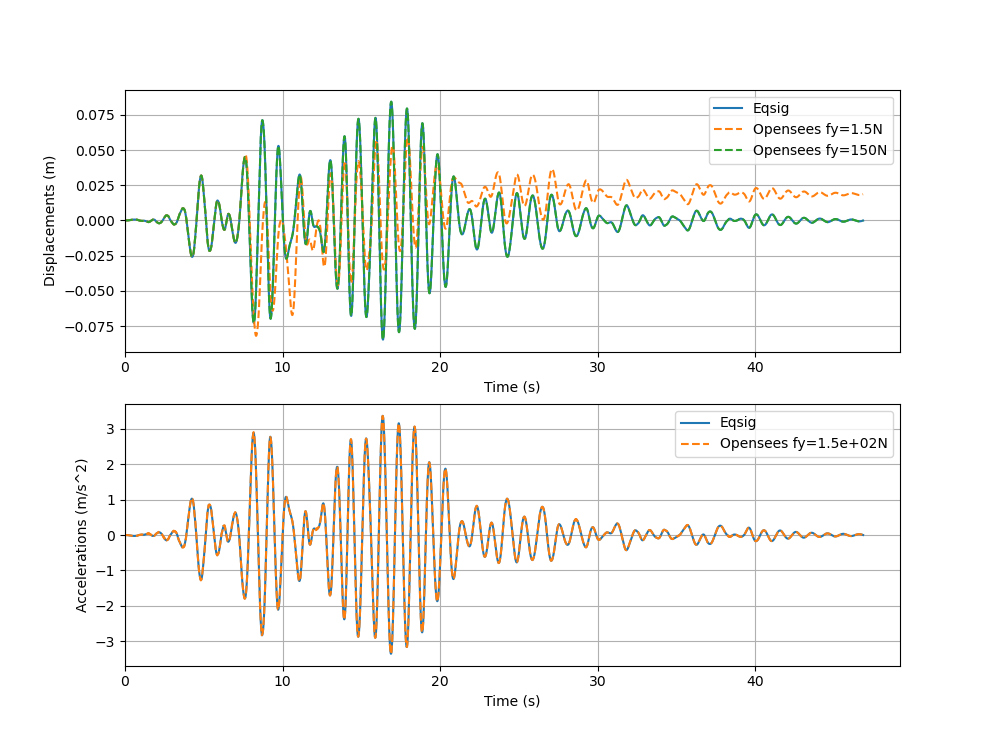 Displacements (m)
0.075
0.050
0.025
0.000
−0.025
−0.050
−0.075
Eqsig
Opensees fy=1.5N
Opensees fy=150N
0 10 20 30 40
Time (s)
Accelerations (m/s^2)
3
2
1
0
−1
−2
−3
Eqsig
Opensees fy=1.5e+02N
0 10 20 30 40
Time (s)